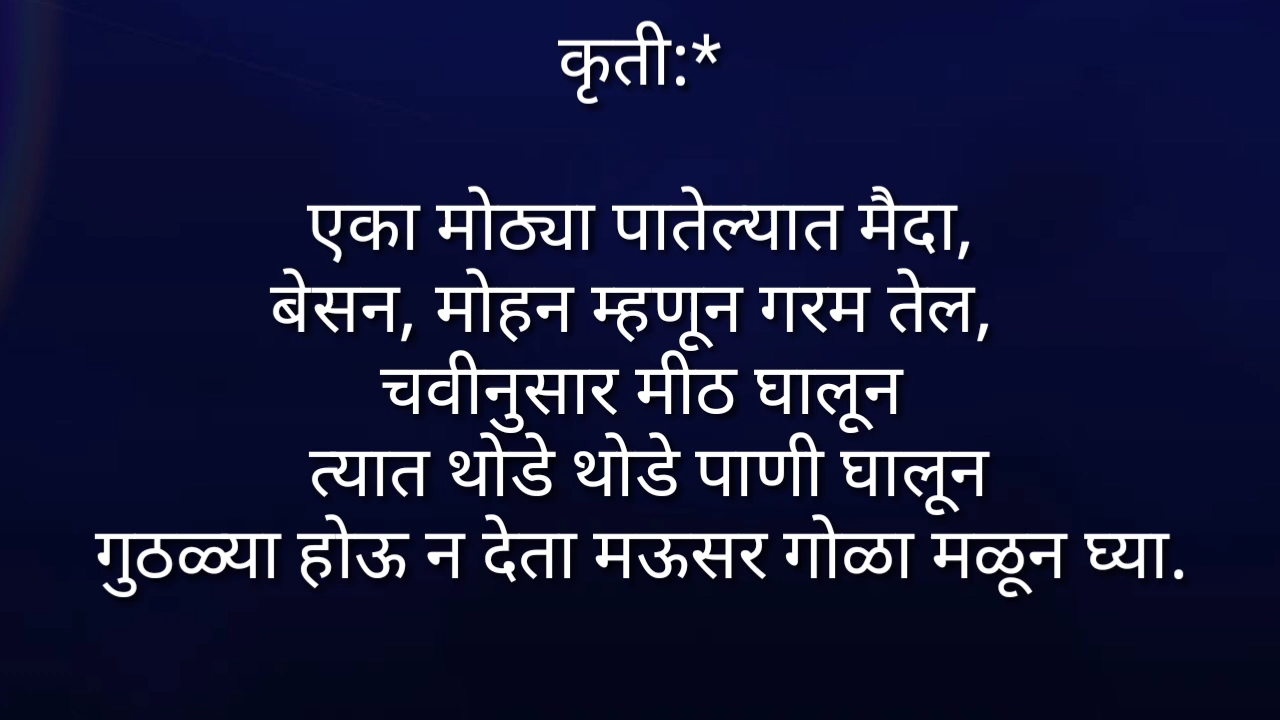 कृती:*
एका मोठ्या पातेल्यात मैदा,
बेसन, मोहन म्हणून गरम तेल,
चवीनुसार मीठ घालून
त्यात थोडे थोडे पाणी घालून
गुठळ्या होऊ न देता मऊसर गोळा मळून घ्या.